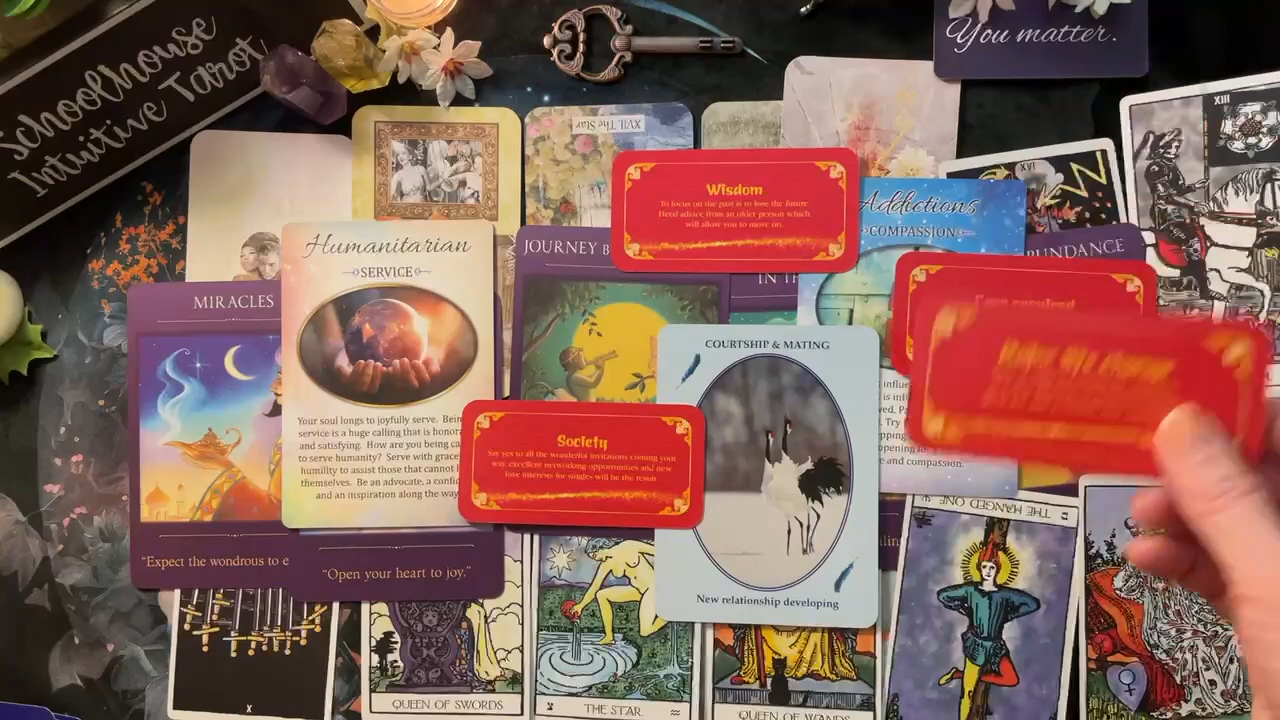 Schoolhouse
Intuitive Tarot
You matter.
XVII. The Star
XVI
XIII
Wisdom
To focus on the past is to lose the future.
Heed advice from an older person which
will allow you to move on.
Addictions
COMPASSION
Humanitarian
SERVICE
Your soul longs to joyfully serve. Bein
service is a huge calling that is honor
and satisfying. How are you being ca
to serve humanity? Serve with grace
humility to assist those that cannot
themselves. Be an advocate, a confid
and an inspiration along the way
JOURNEY B
IN TH
BUNDANCE
MIRACLES
COURTSHIP & MATING
New relationship developing
Society
Say yes to all the wonderful invitations coming your
way, excellent networking opportunities and new
love interests for singles will be the result
and compassion.
"Expect the wondrous to
"Open your heart to joy."
THE HANGED ONE
X
QUEEN OF SWORDS
THE STAR
QUEEN OF WANDS